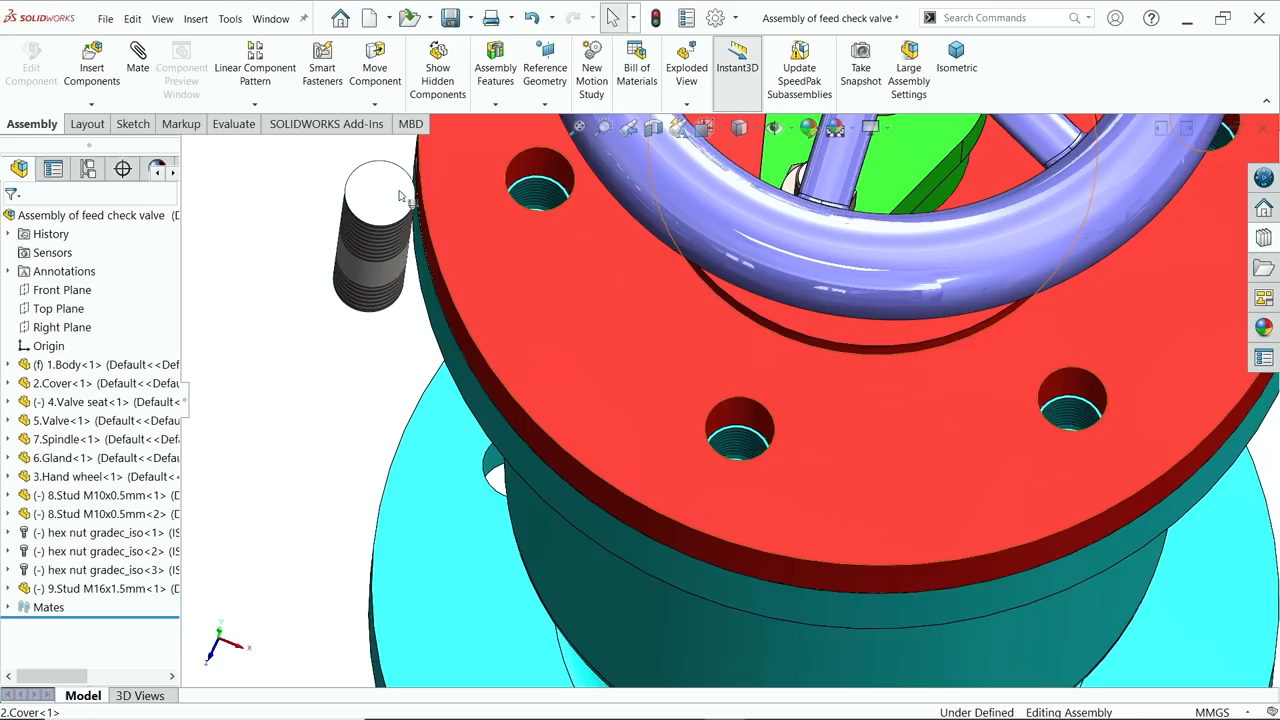 SOLIDWORKS File Edit View Insert Tools Window Assembly of feed check valve * Search Commands
Edit Component
Insert Components
Mate
Component Preview Window
Linear Component Pattern
Smart Fasteners
Move Component
Show Hidden Components
Assembly Features
Reference Geometry
New Motion Study
Bill of Materials
Exploded View
Instant3D
Update SpeedPak Subassemblies
Take Snapshot
Large Assembly Settings
Isometric
Assembly Layout Sketch Markup Evaluate SOLIDWORKS Add-Ins MBD
Assembly of feed check valve (D
History
Sensors
Annotations
Front Plane
Top Plane
Right Plane
Origin
(f) 1.Body<1> (Default<<Def
2.Cover<1> (Default<<Defau
(-) 4.Valve seat<1> (Default<
5.Valve<1> (Default<<Defau
7.Spindle<1> (Default<<Def
6.Gland<1> (Default<<Defa
3.Hand wheel<1> (Default<<
(-) 8.Stud M10x0.5mm<1> (D
(-) 8.Stud M10x0.5mm<2> (D
(-) hex nut gradec_iso<1> (IS
(-) hex nut gradec_iso<2> (IS
(-) hex nut gradec_iso<3> (IS
(-) 9.Stud M16x1.5mm<1> (D
Mates
Y
X
Z
Model 3D Views
2.Cover<1> Under Defined Editing Assembly MMGS